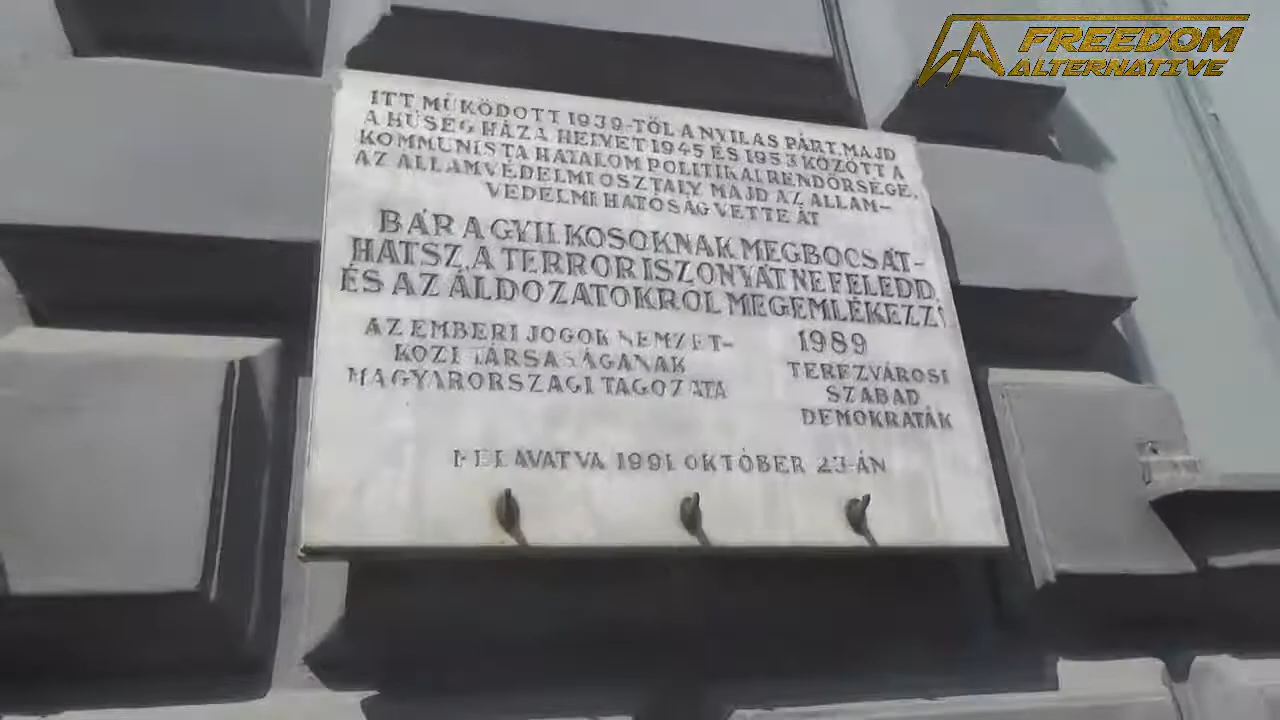 FREEDOM
ALTERNATIVE
ITT MŰKÖDÖTT 1939-TŐL A NYILAS PÁRT, MAJD
A HŰSÉG HÁZA HELYET 1945 ÉS 1953 KÖZÖTT A
KOMMUNISTA HATALOM POLITIKAI RENDŐRSÉGE,
AZ ÁLLAMVÉDELMI OSZTÁLY, MAJD AZ ÁLLAM-
VÉDELMI HATÓSÁG VETTE ÁT
BÁR A GYILKOSOKNAK MEGBOCSÁT-
HATSZ, A TERROR ISZONYÁT NE FELEDD,
ÉS AZ ÁLDOZATOKRÓL MEGEMLÉKEZZ!
AZ EMBERI JOGOK NEMZET-
KÖZI TÁRSASÁGÁNAK
MAGYARORSZÁGI TAGOZATA
1989
TERÉZVÁROSI
SZABAD
DEMOKRATÁK
FELAVATVA 1991 OKTÓBER 23-ÁN